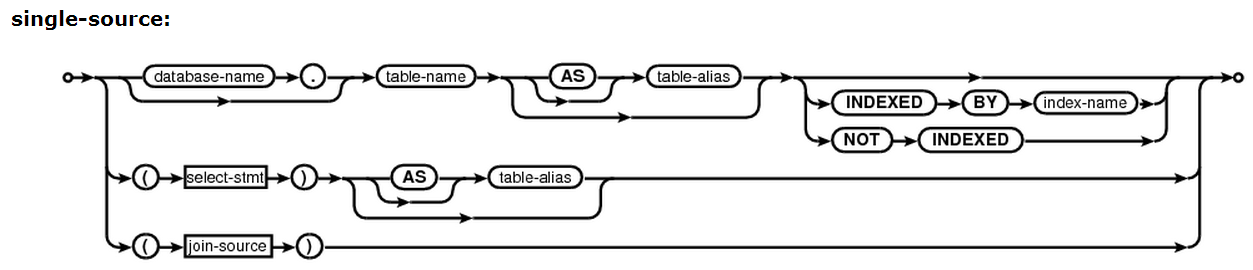 single-source:
database-name . table-name AS table-alias
INDEXED BY index-name
NOT INDEXED
( select-stmt ) AS table-alias
( join-source )